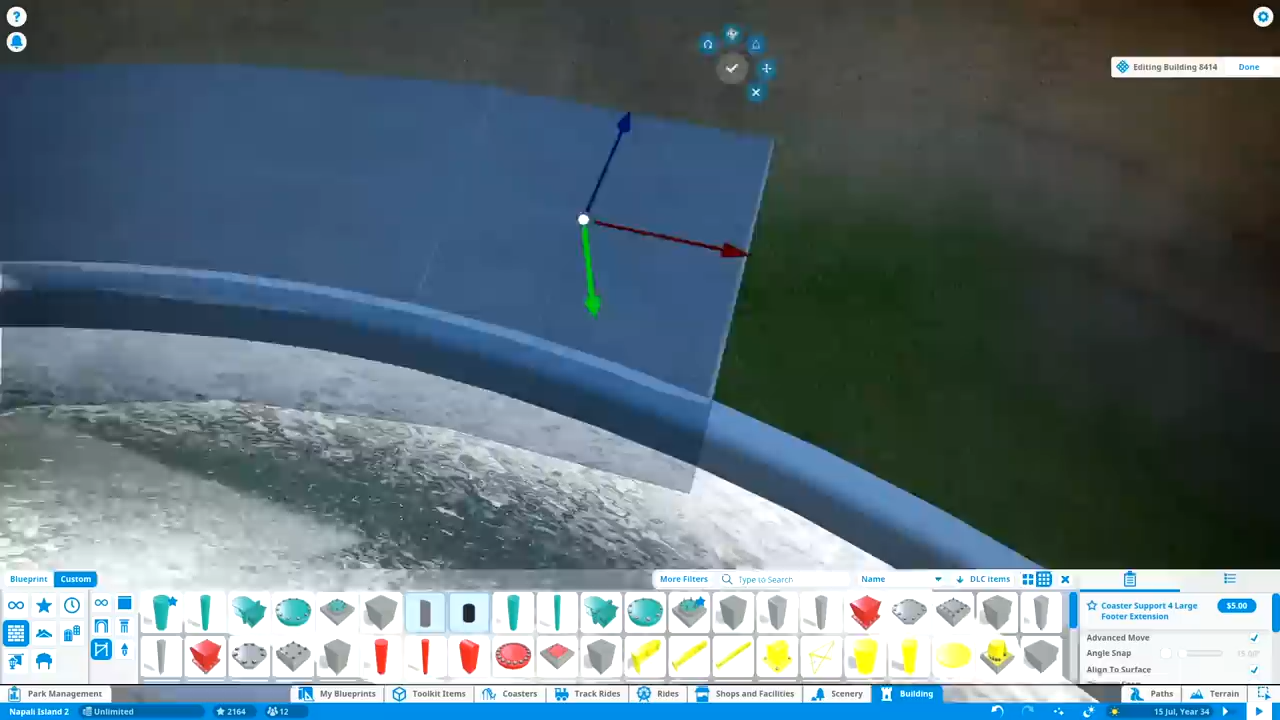 ?
Editing Building 8414 Done
Blueprint Custom More Filters Type to Search Name DLC items
Coaster Support 4 Large Footer Extension $5.00
Advanced Move
Angle Snap 15.00°
Align To Surface
Park Management My Blueprints Toolkit Items Coasters Track Rides Rides Shops and Facilities Scenery Building Paths Terrain
Napali Island 2 Unlimited 2164 12 15 Jul, Year 34